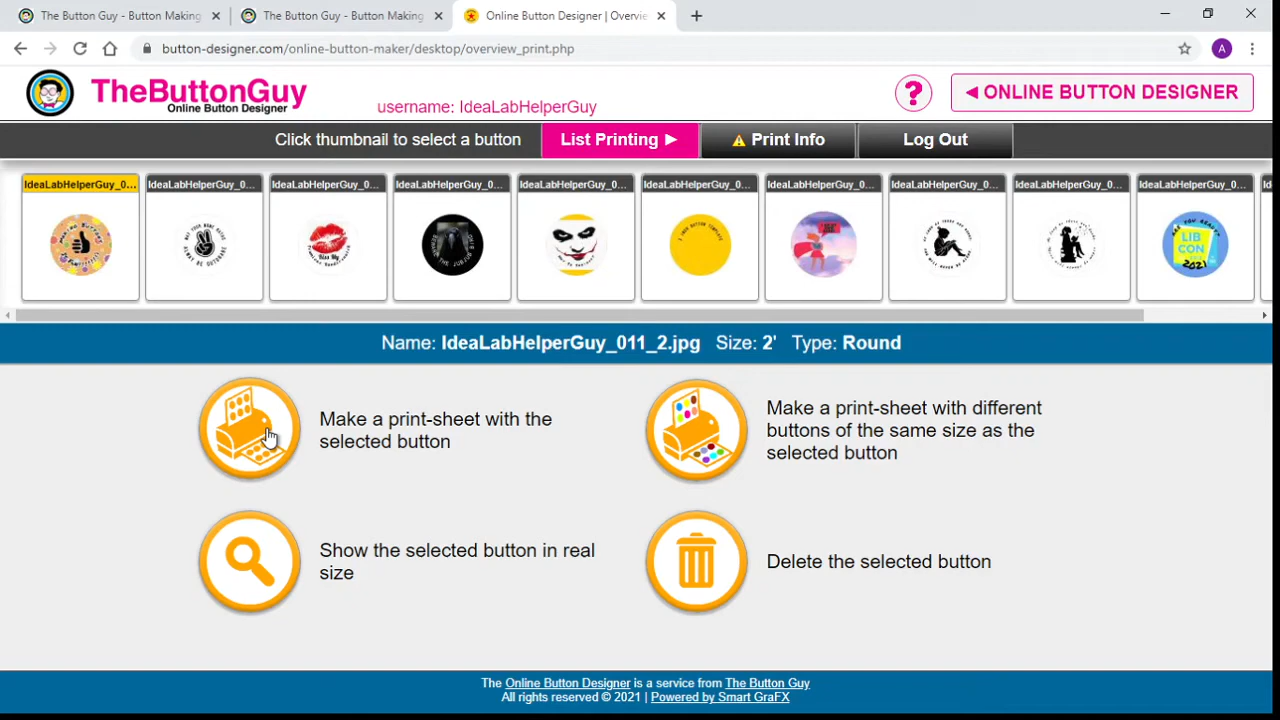 The Button Guy - Button Making
The Button Guy - Button Making
Online Button Designer | Overvie
button-designer.com/online-button-maker/desktop/overview_print.php
A
TheButtonGuy
Online Button Designer
username: IdeaLabHelperGuy
?
ONLINE BUTTON DESIGNER
Click thumbnail to select a button
List Printing
Print Info
Log Out
IdeaLabHelperGuy_0...
IdeaLabHelperGuy_0...
IdeaLabHelperGuy_0...
IdeaLabHelperGuy_0...
IdeaLabHelperGuy_0...
IdeaLabHelperGuy_0...
IdeaLabHelperGuy_0...
IdeaLabHelperGuy_0...
IdeaLabHelperGuy_0...
IdeaLabHelperGuy_0...
LIB
CON
2021
Name: IdeaLabHelperGuy_011_2.jpg Size: 2' Type: Round
Make a print-sheet with the
selected button
Make a print-sheet with different
buttons of the same size as the
selected button
Show the selected button in real
size
Delete the selected button
The Online Button Designer is a service from The Button Guy
All rights reserved © 2021 | Powered by Smart GraFX